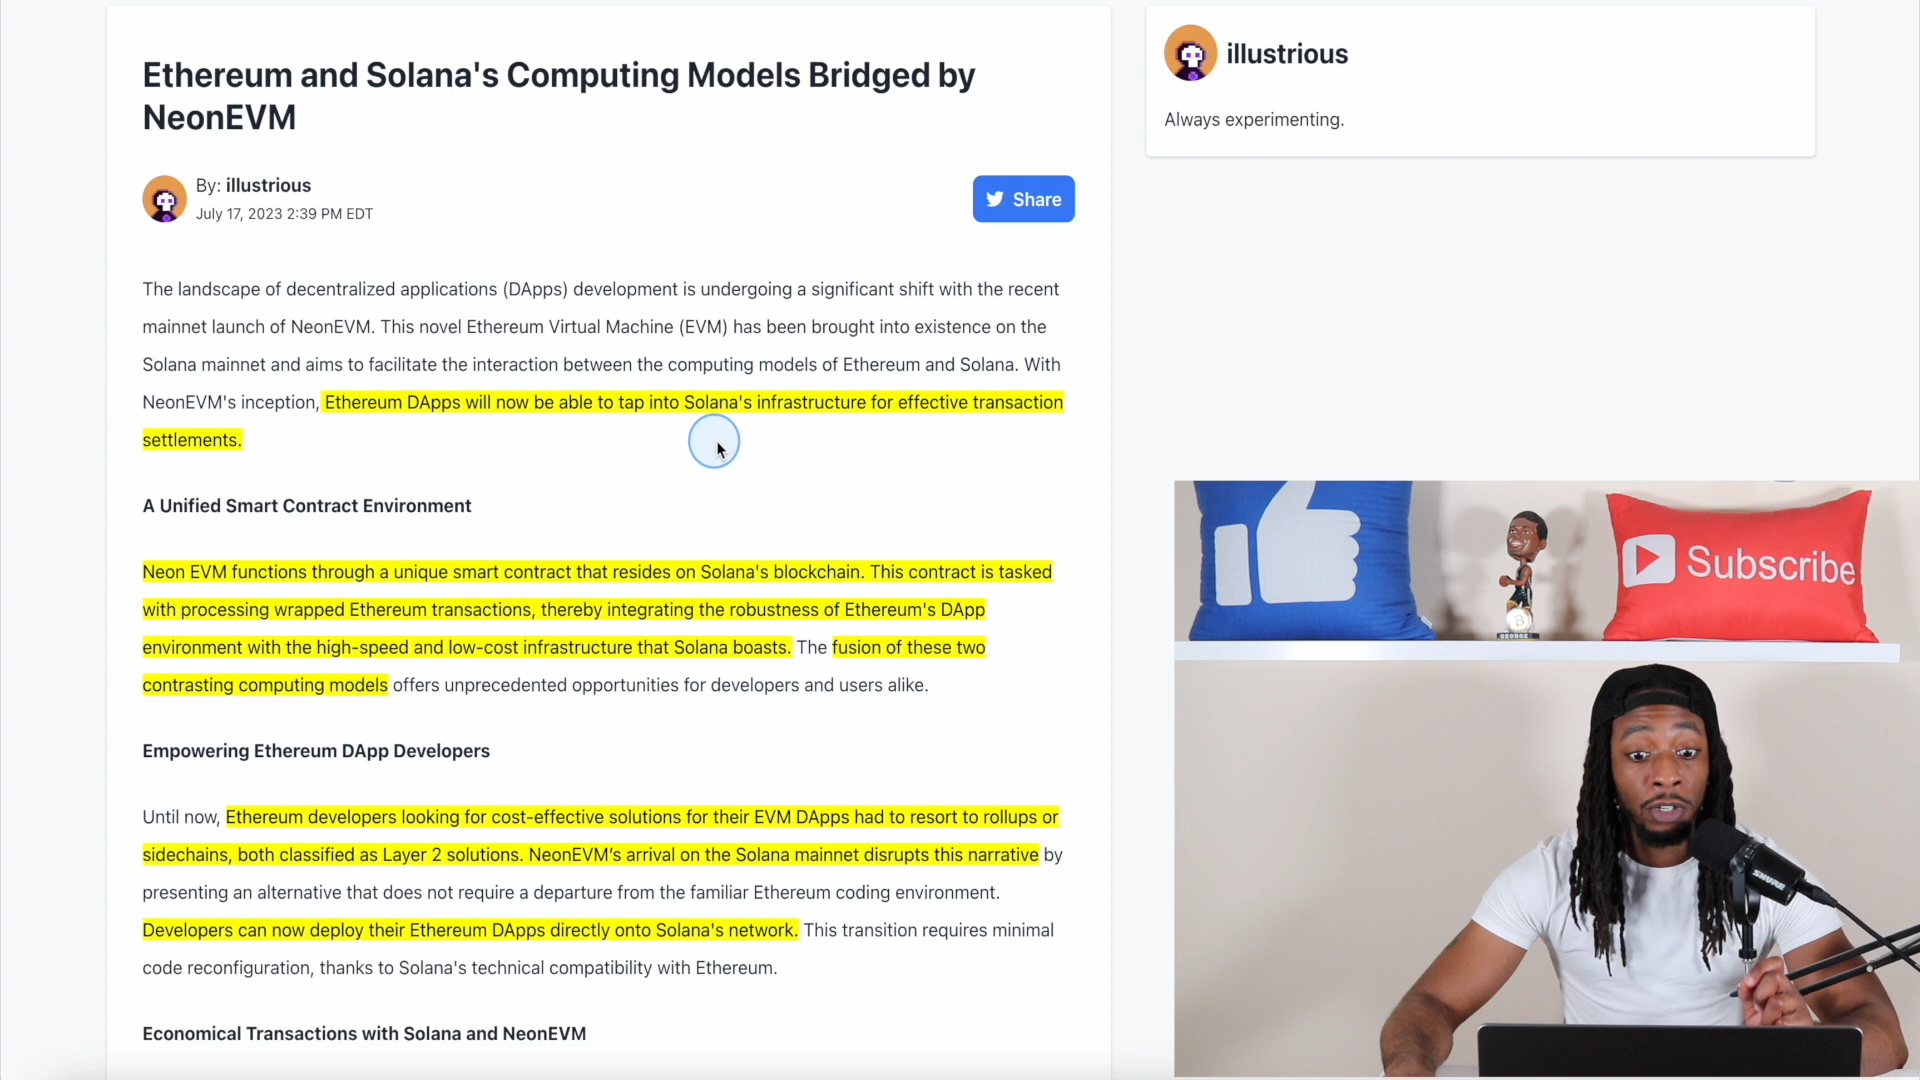 Ethereum and Solana's Computing Models Bridged by
NeonEVM
By: illustrious
July 17, 2023 2:39 PM EDT
Share
The landscape of decentralized applications (DApps) development is undergoing a significant shift with the recent
mainnet launch of NeonEVM. This novel Ethereum Virtual Machine (EVM) has been brought into existence on the
Solana mainnet and aims to facilitate the interaction between the computing models of Ethereum and Solana. With
NeonEVM's inception, Ethereum DApps will now be able to tap into Solana's infrastructure for effective transaction
settlements.
A Unified Smart Contract Environment
Neon EVM functions through a unique smart contract that resides on Solana's blockchain. This contract is tasked
with processing wrapped Ethereum transactions, thereby integrating the robustness of Ethereum's DApp
environment with the high-speed and low-cost infrastructure that Solana boasts. The fusion of these two
contrasting computing models offers unprecedented opportunities for developers and users alike.
Empowering Ethereum DApp Developers
Until now, Ethereum developers looking for cost-effective solutions for their EVM DApps had to resort to rollups or
sidechains, both classified as Layer 2 solutions. NeonEVM’s arrival on the Solana mainnet disrupts this narrative by
presenting an alternative that does not require a departure from the familiar Ethereum coding environment.
Developers can now deploy their Ethereum DApps directly onto Solana's network. This transition requires minimal
code reconfiguration, thanks to Solana's technical compatibility with Ethereum.
Economical Transactions with Solana and NeonEVM
illustrious
Always experimenting.
Subscribe
GEORGE
SHURE